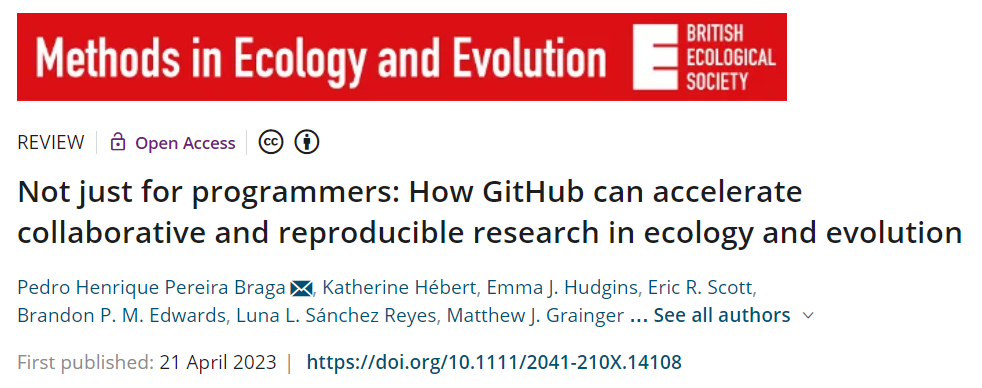 Methods in Ecology and Evolution
BRITISH
ECOLOGICAL
SOCIETY
REVIEW | Open Access | cc
Not just for programmers: How GitHub can accelerate
collaborative and reproducible research in ecology and evolution
Pedro Henrique Pereira Braga, Katherine Hébert, Emma J. Hudgins, Eric R. Scott,
Brandon P. M. Edwards, Luna L. Sánchez Reyes, Matthew J. Grainger ... See all authors
First published: 21 April 2023 | https://doi.org/10.1111/2041-210X.14108